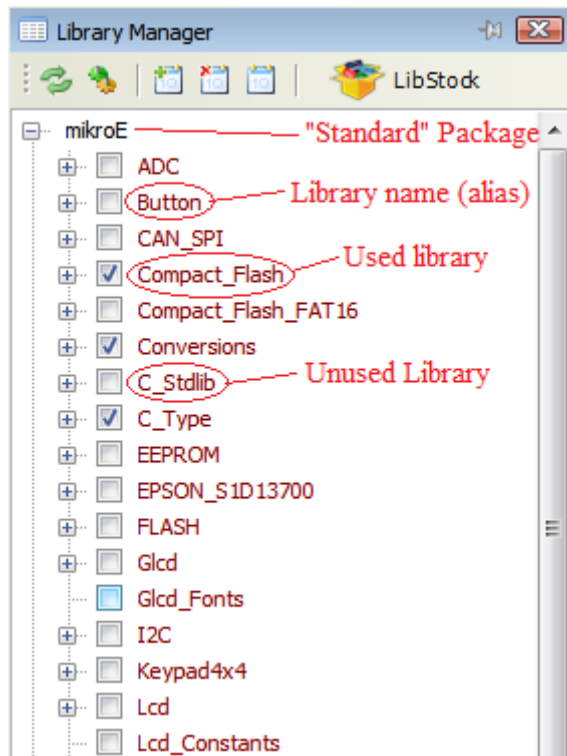 Library Manager
LibStock
mikroE "Standard" Package
ADC
Button Library name (alias)
CAN_SPI
Compact_Flash Used library
Compact_Flash_FAT16
Conversions
C_Stdlib Unused Library
C_Type
EEPROM
EPSON_S1D13700
FLASH
Glcd
Glcd_Fonts
I2C
Keypad4x4
Lcd
Lcd_Constants